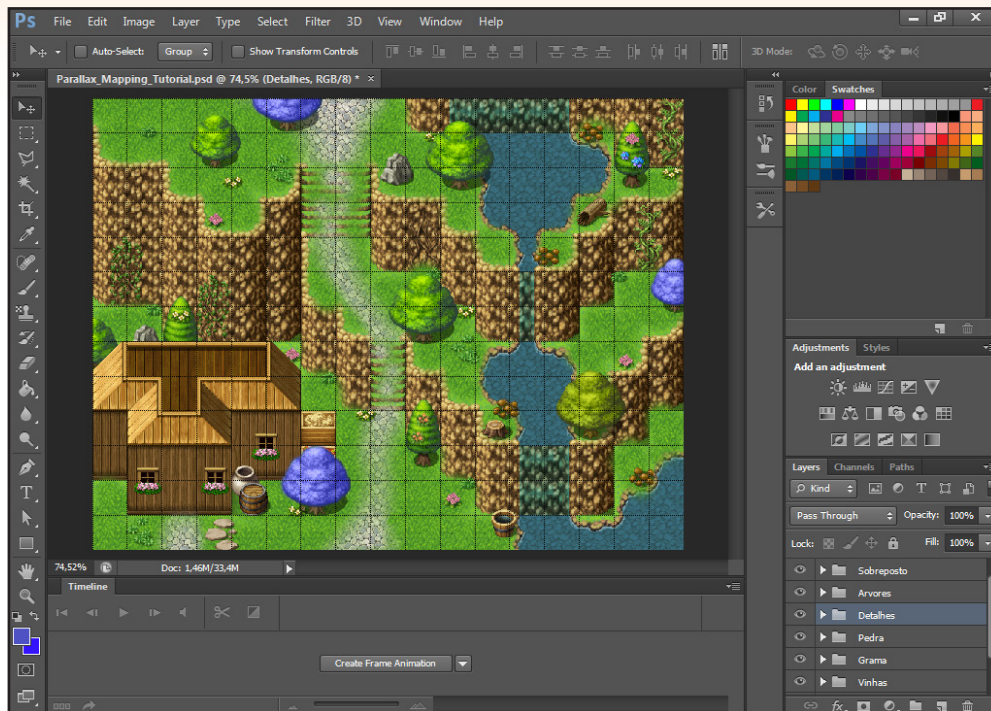 Ps File Edit Image Layer Type Select Filter 3D View Window Help
Auto-Select: Group Show Transform Controls 3D Mode:
Parallax_Mapping_Tutorial.psd @ 74,5% (Detalhes, RGB/8) * ×
Color Swatches
Adjustments Styles
Add an adjustment
Layers Channels Paths
Kind T
Pass Through Opacity: 100%
Lock: Fill: 100%
Sobreposto
Arvores
Detalhes
Pedra
Grama
Vinhas
fx
74,52% Doc: 1,46M/33,4M
Timeline
Create Frame Animation